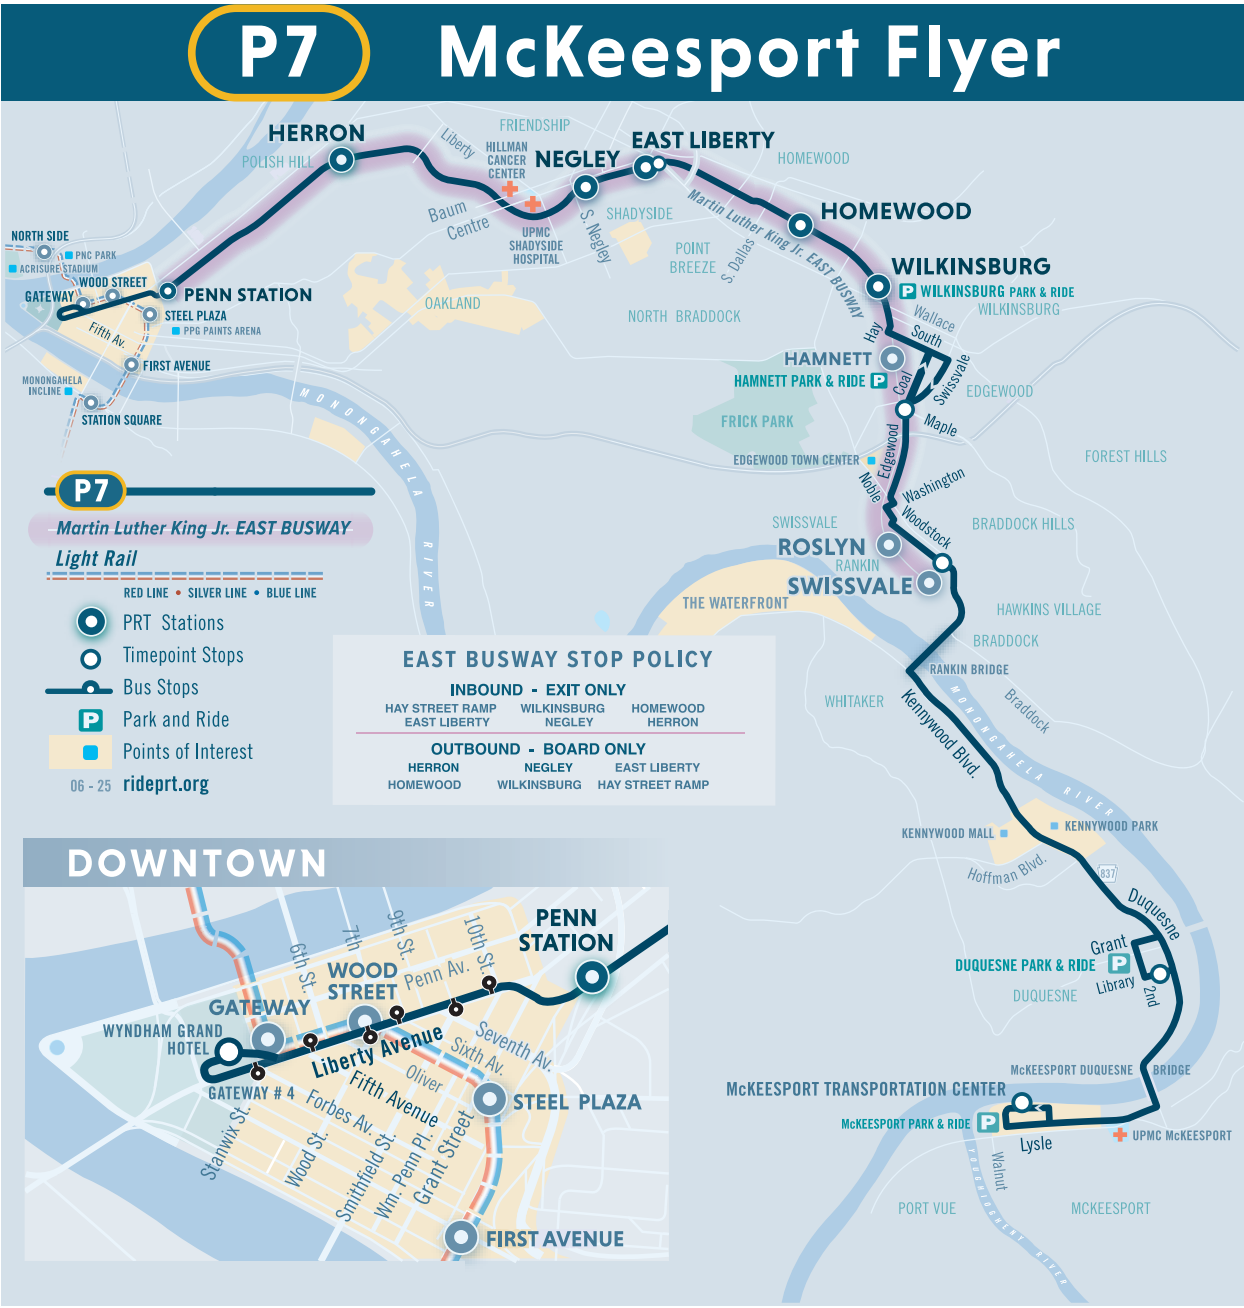 P7 McKeesport Flyer
HERRON
POLISH HILL
Liberty
FRIENDSHIP
HILLMAN
CANCER
CENTER
NEGLEY
EAST LIBERTY
HOMEWOOD
Baum
Centre
UPMC
SHADYSIDE
HOSPITAL
S. Negley
SHADYSIDE
Martin Luther King Jr. EAST BUSWAY
HOMEWOOD
POINT
BREEZE
S. Dallas
WILKINSBURG
P WILKINSBURG PARK & RIDE
WILKINSBURG
NORTH SIDE
PNC PARK
ACRISURE STADIUM
WOOD STREET
GATEWAY
PENN STATION
STEEL PLAZA
PPG PAINTS ARENA
Fifth Av.
FIRST AVENUE
MONONGAHELA
INCLINE
STATION SQUARE
OAKLAND
NORTH BRADDOCK
MONONGAHELA RIVER
Hay
Wallace
South
HAMNETT
HAMNETT PARK & RIDE P
Coal
Swissvale
EDGEWOOD
FRICK PARK
Maple
EDGEWOOD TOWN CENTER
Edgewood
FOREST HILLS
Noble
Washington
Woodstock
SWISSVALE
BRADDOCK HILLS
ROSLYN
RANKIN
SWISSVALE
THE WATERFRONT
HAWKINS VILLAGE
BRADDOCK
RANKIN BRIDGE
P7
Martin Luther King Jr. EAST BUSWAY
Light Rail
RED LINE • SILVER LINE • BLUE LINE
PRT Stations
Timepoint Stops
Bus Stops
P Park and Ride
Points of Interest
06 - 25 rideprt.org
EAST BUSWAY STOP POLICY
INBOUND - EXIT ONLY
HAY STREET RAMP WILKINSBURG HOMEWOOD
EAST LIBERTY NEGLEY HERRON
OUTBOUND - BOARD ONLY
HERRON NEGLEY EAST LIBERTY
HOMEWOOD WILKINSBURG HAY STREET RAMP
WHITAKER
Kennywood Blvd.
Braddock
MONONGAHELA RIVER
KENNYWOOD MALL
KENNYWOOD PARK
Hoffman Blvd.
837
Duquesne
Grant
DUQUESNE PARK & RIDE P
Library
2nd
DUQUESNE
McKEESPORT DUQUESNE BRIDGE
McKEESPORT TRANSPORTATION CENTER
McKEESPORT PARK & RIDE P
Lysle
UPMC McKEESPORT
Walnut
YOUGHIOGHENY RIVER
PORT VUE
MCKEESPORT
DOWNTOWN
PENN
STATION
6th St.
7th
9th St.
10th St.
WOOD
STREET
Penn Av.
GATEWAY
WYNDHAM GRAND
HOTEL
Liberty Avenue
Seventh Av.
Sixth Av.
GATEWAY # 4
Oliver
Fifth Avenue
Forbes Av.
STEEL PLAZA
Stanwix St.
Wood St.
Smithfield St.
Wm. Penn Pl.
Grant Street
FIRST AVENUE